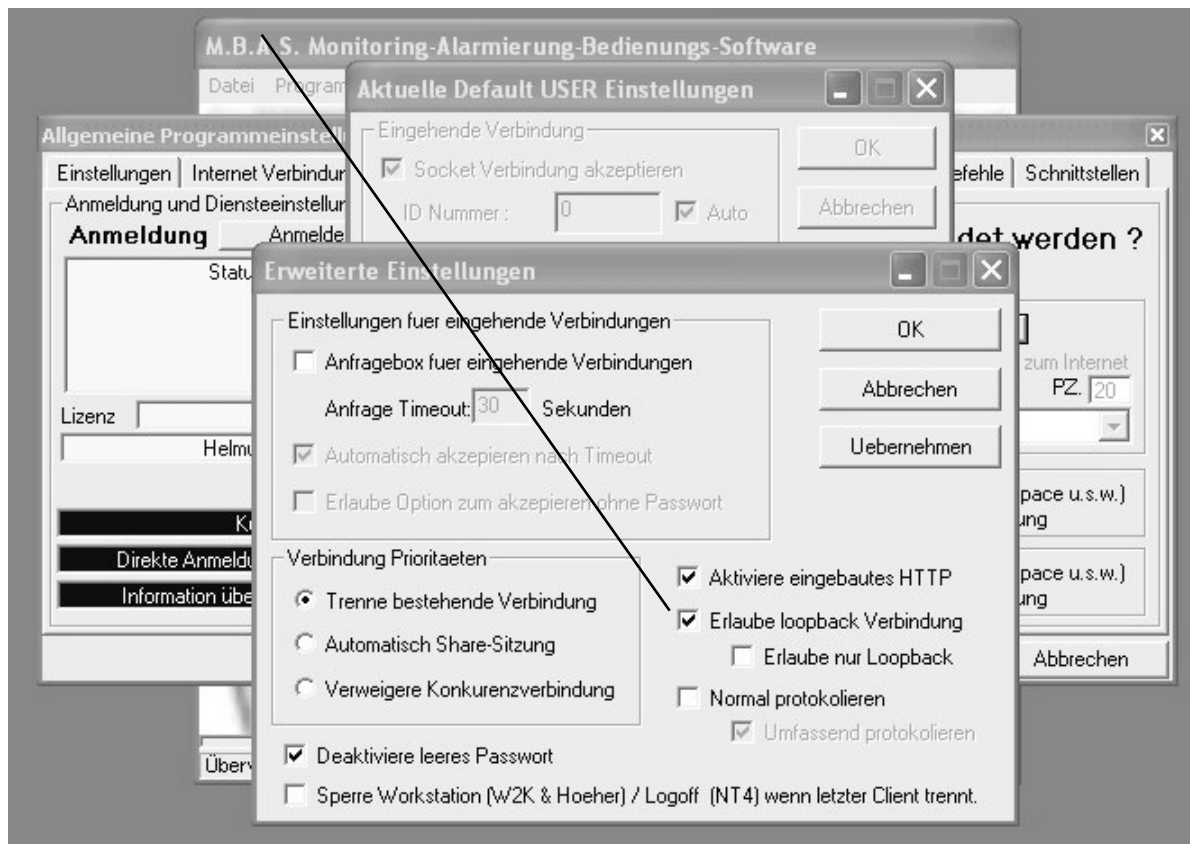 M.B.A.S. Monitoring-Alarmierung-Bedienungs-Software
Datei Program
Aktuelle Default USER Einstellungen
Eingehende Verbindung
Socket Verbindung akzeptieren
ID Nummer :
0
Auto
OK
Abbrechen
Allgemeine Programmeinstell
Einstellungen
Internet Verbindun
efehle
Schnittstellen
Anmeldung und Diensteeinstellur
Anmeldung
Anmelde
Statu
Lizenz
Helmu
K
Direkte Anmeldu
Information übe
det werden ?
zum Internet
PZ. 20
pace u.s.w.)
ung
pace u.s.w.)
ung
Abbrechen
Erweiterte Einstellungen
Einstellungen fuer eingehende Verbindungen
Anfragebox fuer eingehende Verbindungen
Anfrage Timeout: 30 Sekunden
Automatisch akzepieren nach Timeout
Erlaube Option zum akzepieren ohne Passwort
OK
Abbrechen
Uebernehmen
Verbindung Prioritaeten
Trenne bestehende Verbindung
Automatisch Share-Sitzung
Verweigere Konkurenzverbindung
Aktiviere eingebautes HTTP
Erlaube loopback Verbindung
Erlaube nur Loopback
Normal protokolieren
Umfassend protokolieren
Deaktiviere leeres Passwort
Sperre Workstation (W2K & Hoeher) / Logoff (NT4) wenn letzter Client trennt.
Überv